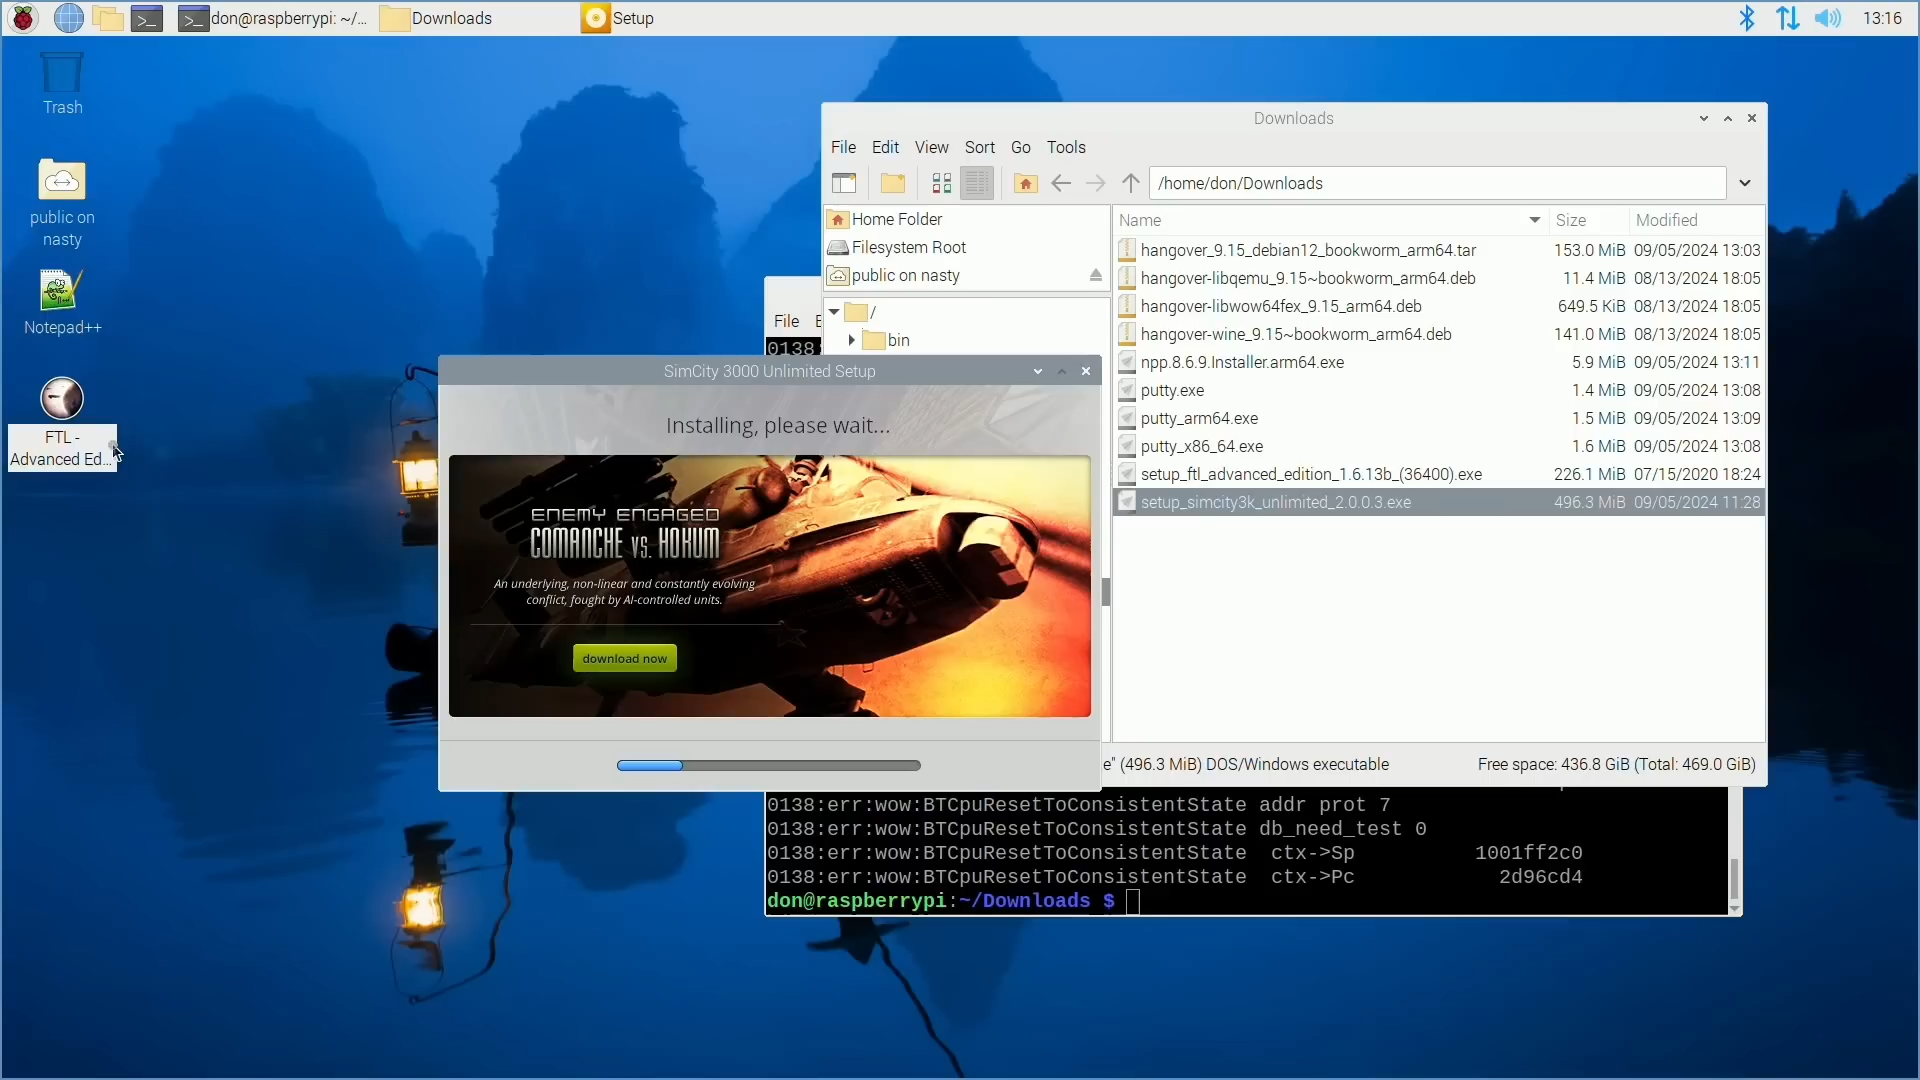 don@raspberrypi: ~/...
Downloads
Setup
13:16
Trash
public on
nasty
Notepad++
FTL -
Advanced Ed...
Downloads
File Edit View Sort Go Tools
/home/don/Downloads
Home Folder
Filesystem Root
public on nasty
/
bin
Name Size Modified
hangover_9.15_debian12_bookworm_arm64.tar 153.0 MiB 09/05/2024 13:03
hangover-libqemu_9.15~bookworm_arm64.deb 11.4 MiB 08/13/2024 18:05
hangover-libwow64fex_9.15_arm64.deb 649.5 KiB 08/13/2024 18:05
hangover-wine_9.15~bookworm_arm64.deb 141.0 MiB 08/13/2024 18:05
npp.8.6.9.Installer.arm64.exe 5.9 MiB 09/05/2024 13:11
putty.exe 1.4 MiB 09/05/2024 13:08
putty_arm64.exe 1.5 MiB 09/05/2024 13:09
putty_x86_64.exe 1.6 MiB 09/05/2024 13:08
setup_ftl_advanced_edition_1.6.13b_(36400).exe 226.1 MiB 07/15/2020 18:24
setup_simcity3k_unlimited_2.0.0.3.exe 496.3 MiB 09/05/2024 11:28
e" (496.3 MiB) DOS/Windows executable
Free space: 436.8 GiB (Total: 469.0 GiB)
File E
0138:
SimCity 3000 Unlimited Setup
Installing, please wait...
ENEMY ENGAGED
COMANCHE VS. HOKUM
An underlying, non-linear and constantly evolving
conflict, fought by AI-controlled units.
download now
0138:err:wow:BTCpuResetToConsistentState addr prot 7
0138:err:wow:BTCpuResetToConsistentState db_need_test 0
0138:err:wow:BTCpuResetToConsistentState ctx->Sp 1001ff2c0
0138:err:wow:BTCpuResetToConsistentState ctx->Pc 2d96cd4
don@raspberrypi:~/Downloads $